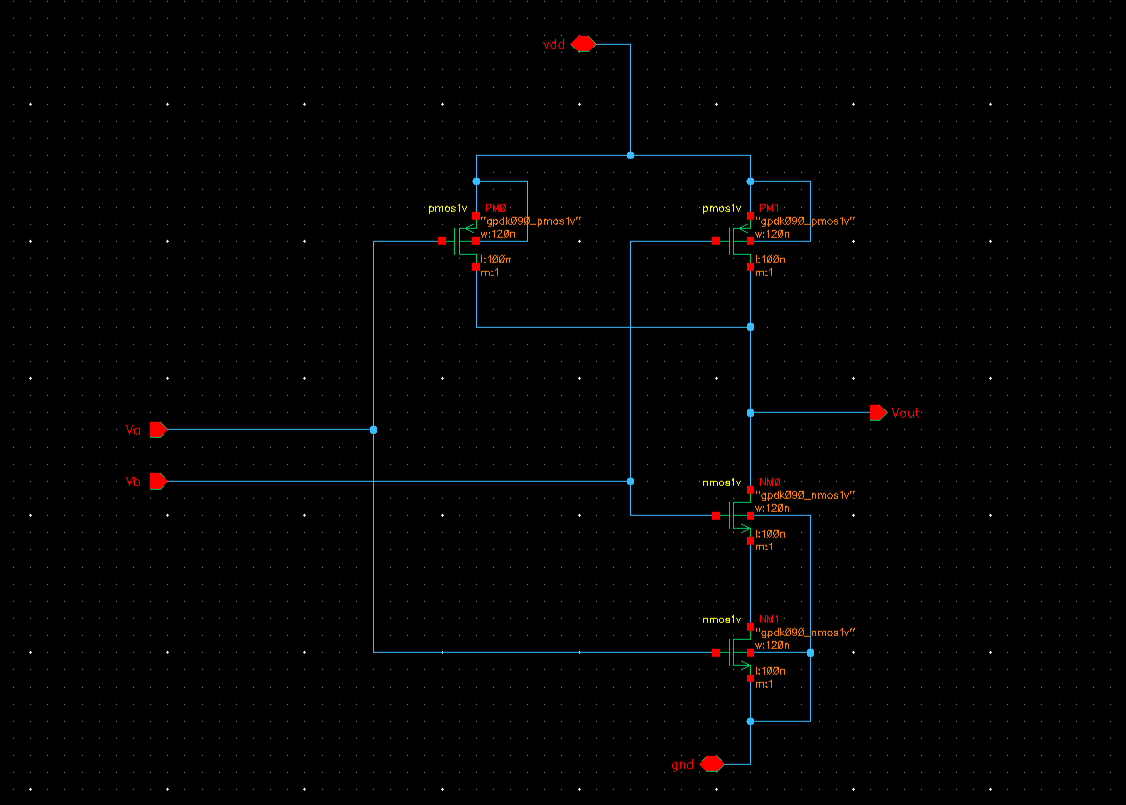 vdd
pmos1v PM0
"gpdk090_pmos1v"
w:120n
l:100n
m:1
pmos1v PM1
"gpdk090_pmos1v"
w:120n
l:100n
m:1
Va
Vout
Vb
nmos1v NM0
"gpdk090_nmos1v"
w:120n
l:100n
m:1
nmos1v NM1
"gpdk090_nmos1v"
w:120n
l:100n
m:1
gnd